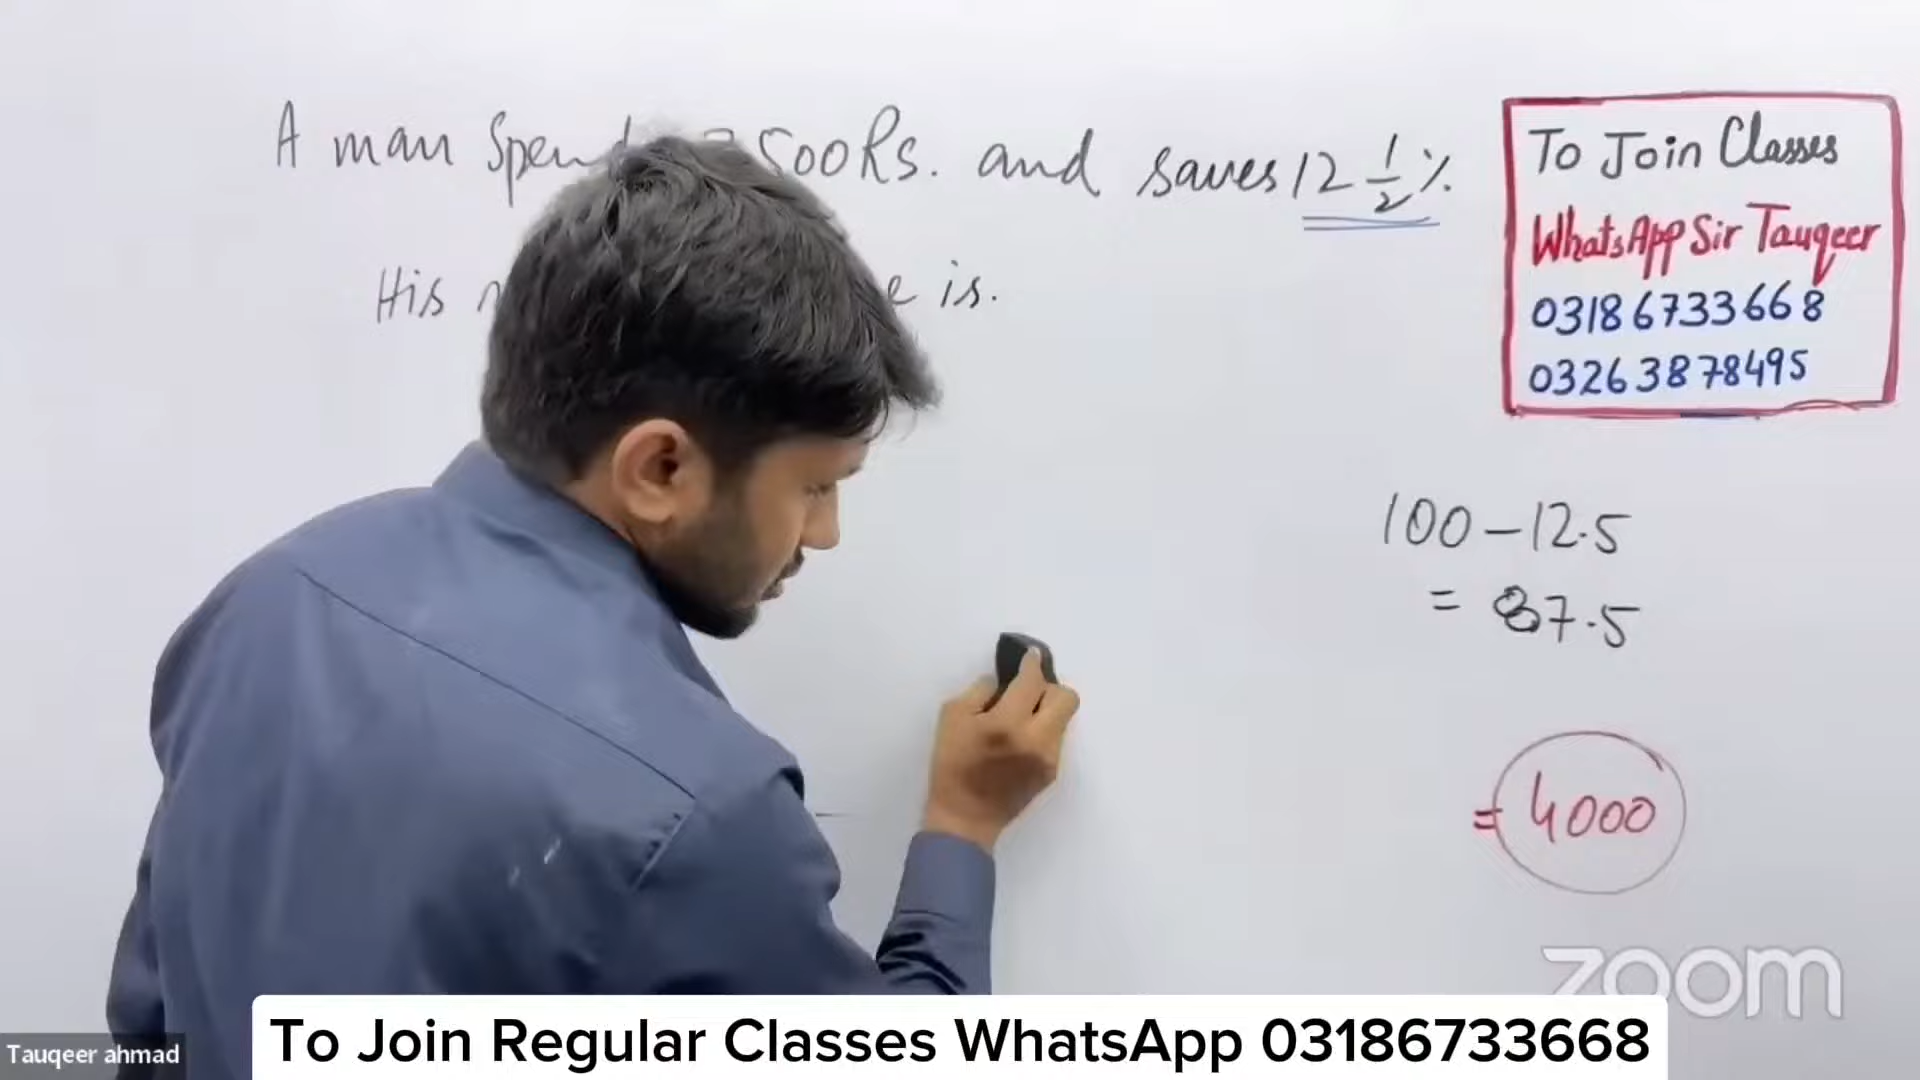 A man Spen 500Rs. and saves 12 1/2 %
His is.
To Join Classes
WhatsApp Sir Tauqeer
03186733668
03263878495
100 - 12.5
= 87.5
= 4000
zoom
To Join Regular Classes WhatsApp 03186733668
Tauqeer ahmad